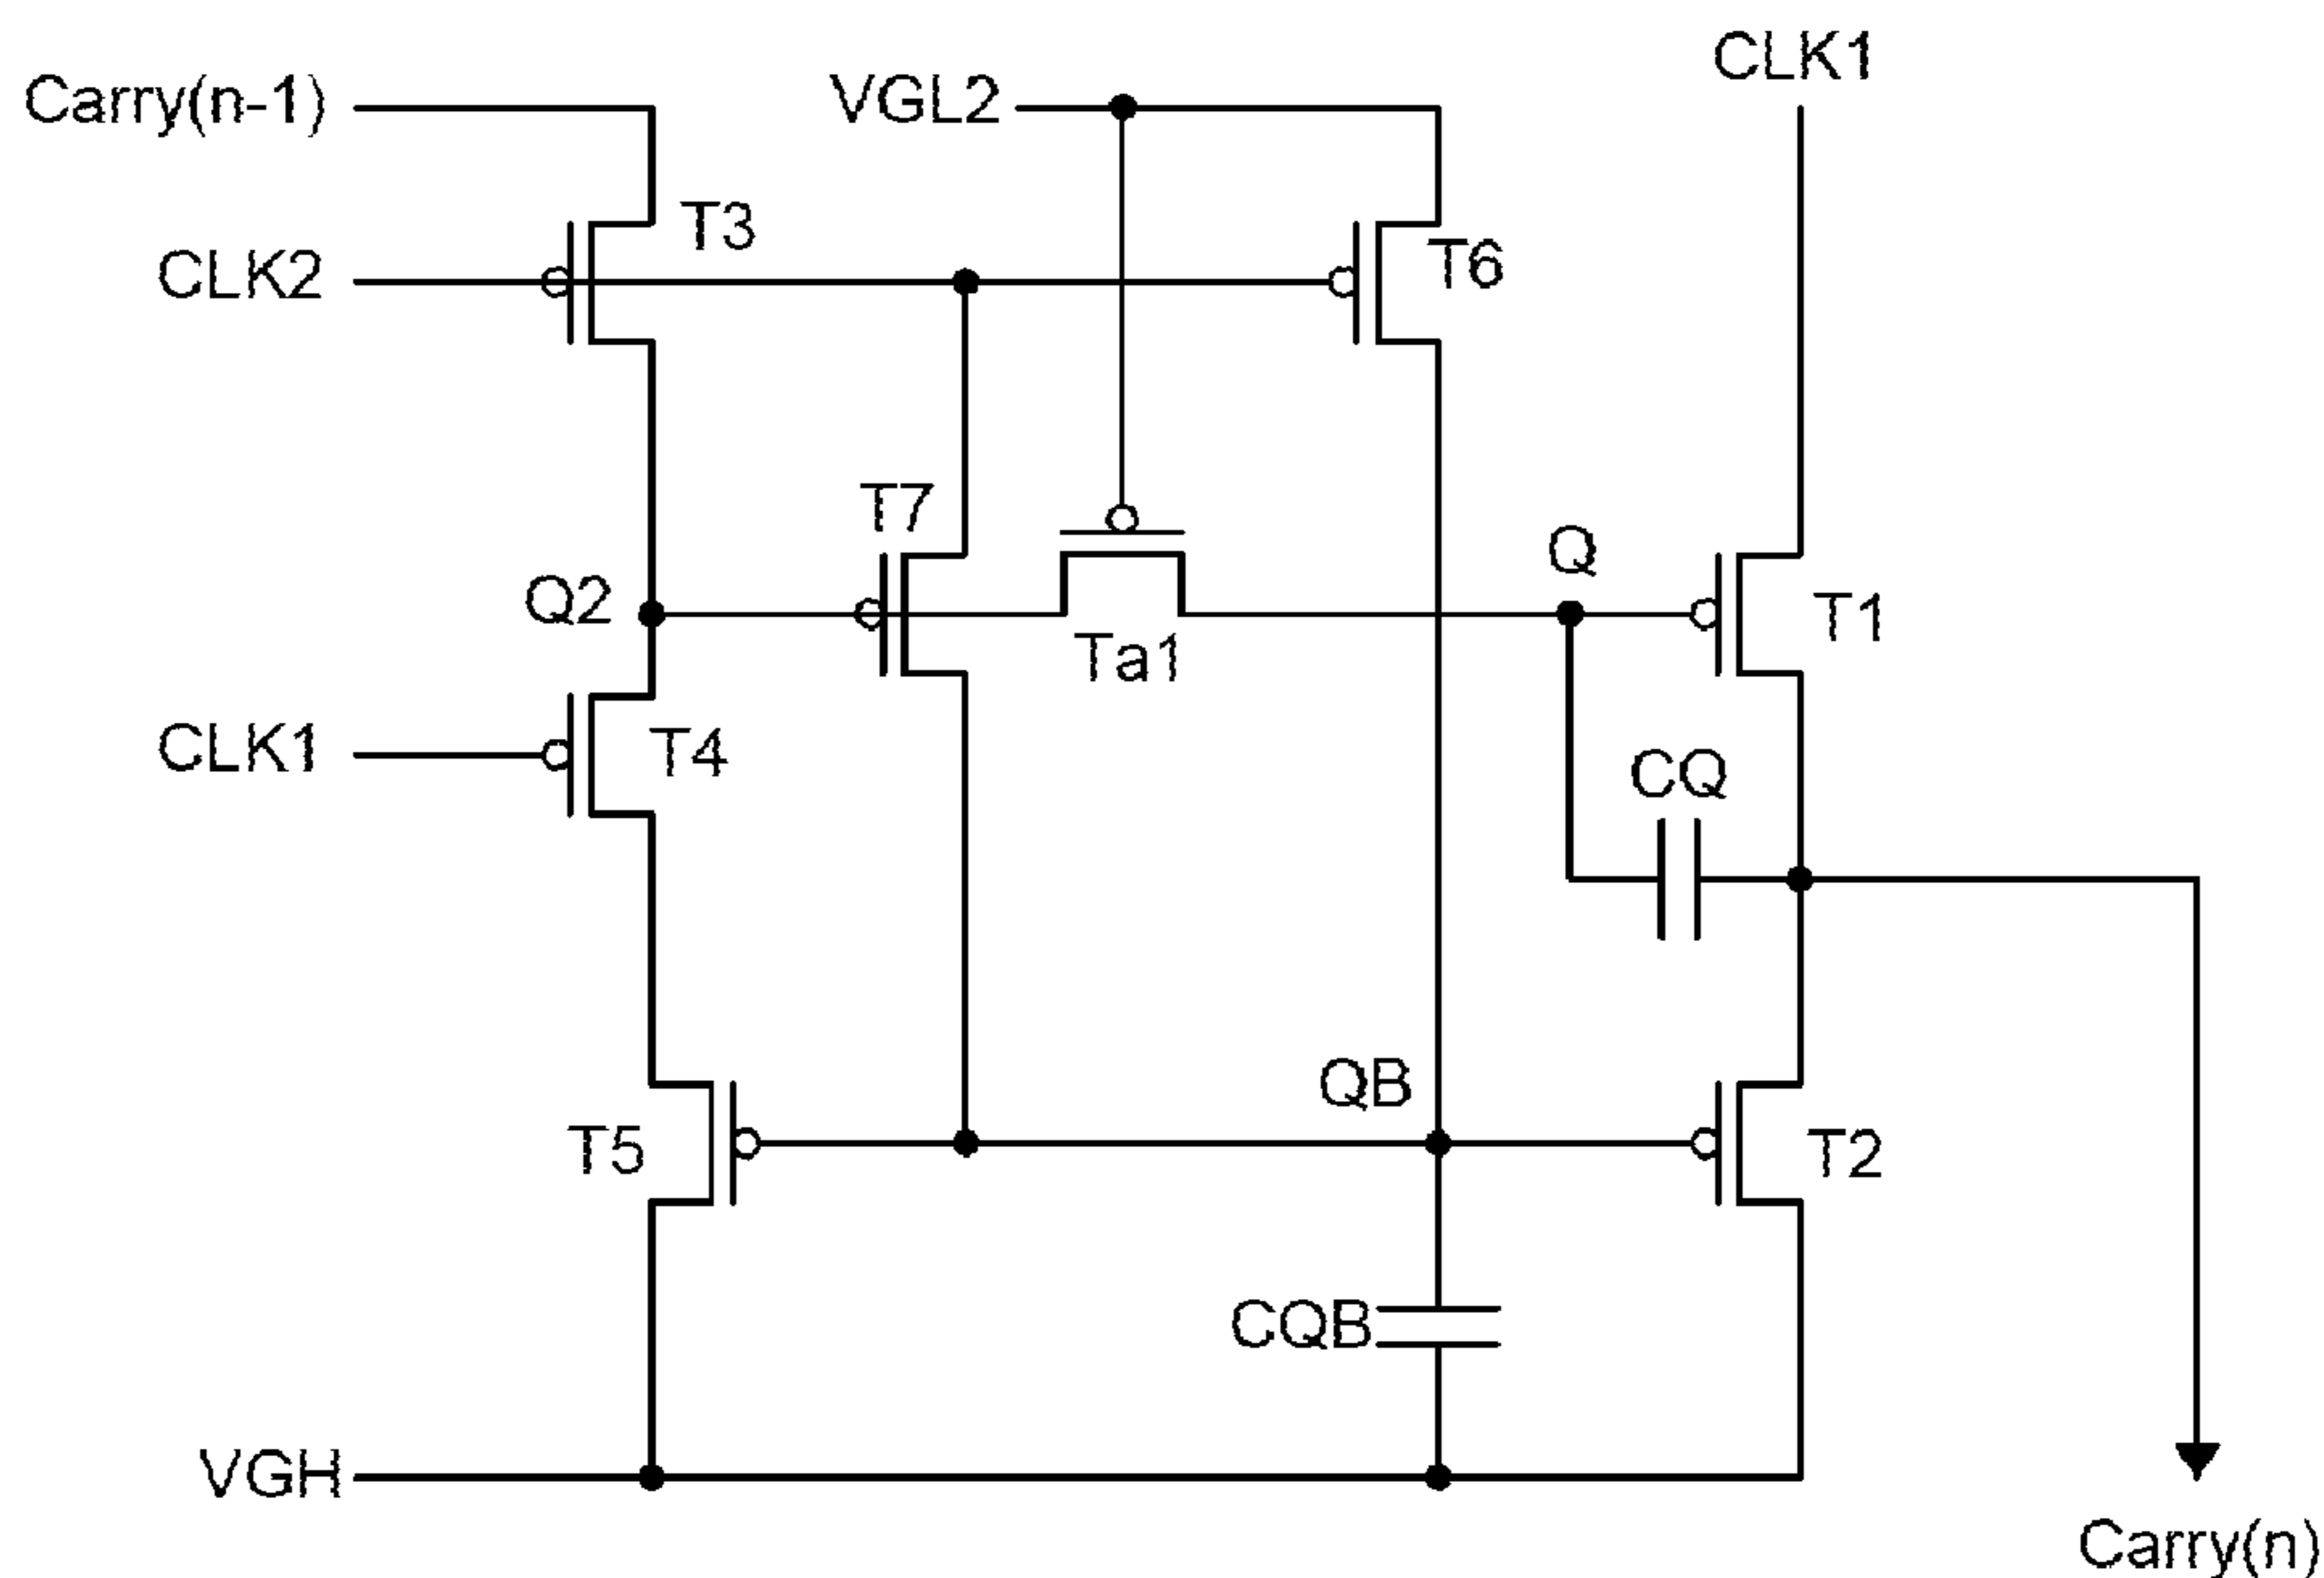 CLK1
Carry(n-1)
VGL2
T3
T6
CLK2
T7
Q
Q2
T1
Ta1
CLK1
T4
CQ
QB
T5
T2
CQB
VGH
Carry(n)